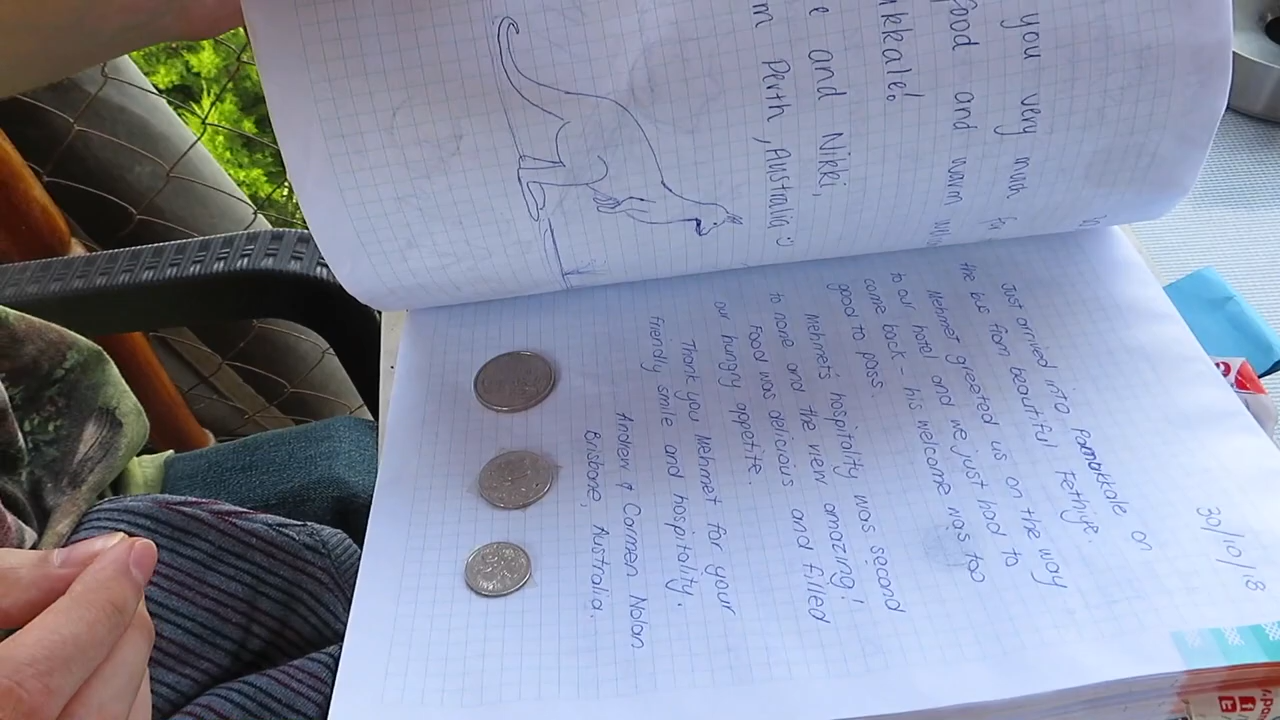 you very much
food and warm
and Nikki,
Perth, Australia
30/10/18
Just arrived into Pamukkale on
the bus from beautiful Fethiye.
Mehmet greeted us on the way
to our hotel and we just had to
come back - his welcome was too
good to pass.
Mehmet's hospitality was second
to none and the view amazing!
Food was delicious and filled
our hungry appetite.
Thank you Mehmet for your
friendly smile and hospitality.
Andrew & Carmen Nolan
Brisbane, Australia.